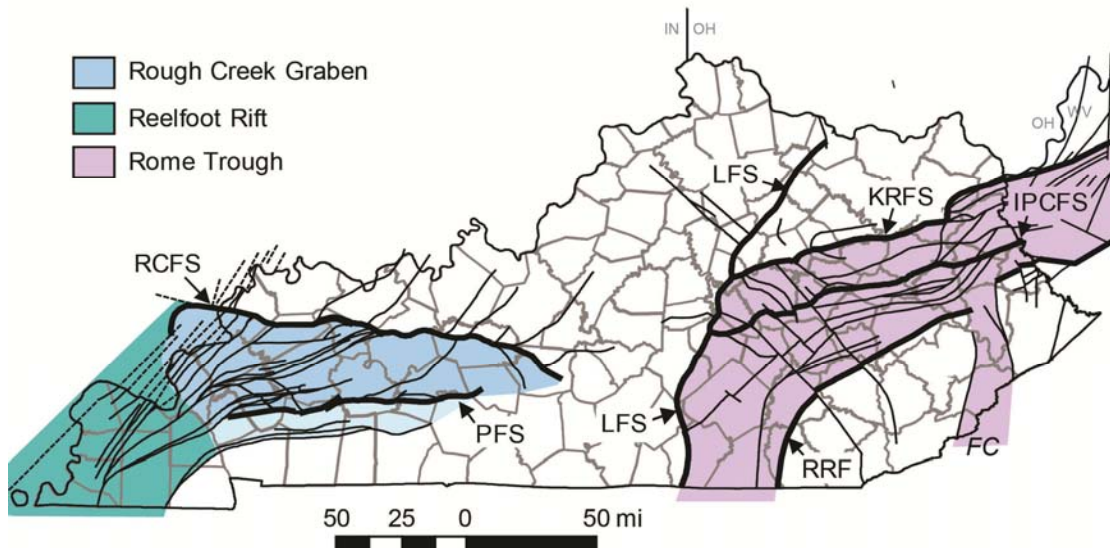 IN OH
Rough Creek Graben
Reelfoot Rift
Rome Trough
OH WV
LFS
KRFS
IPCFS
RCFS
PFS
LFS
RRF
FC
50 25 0 50 mi